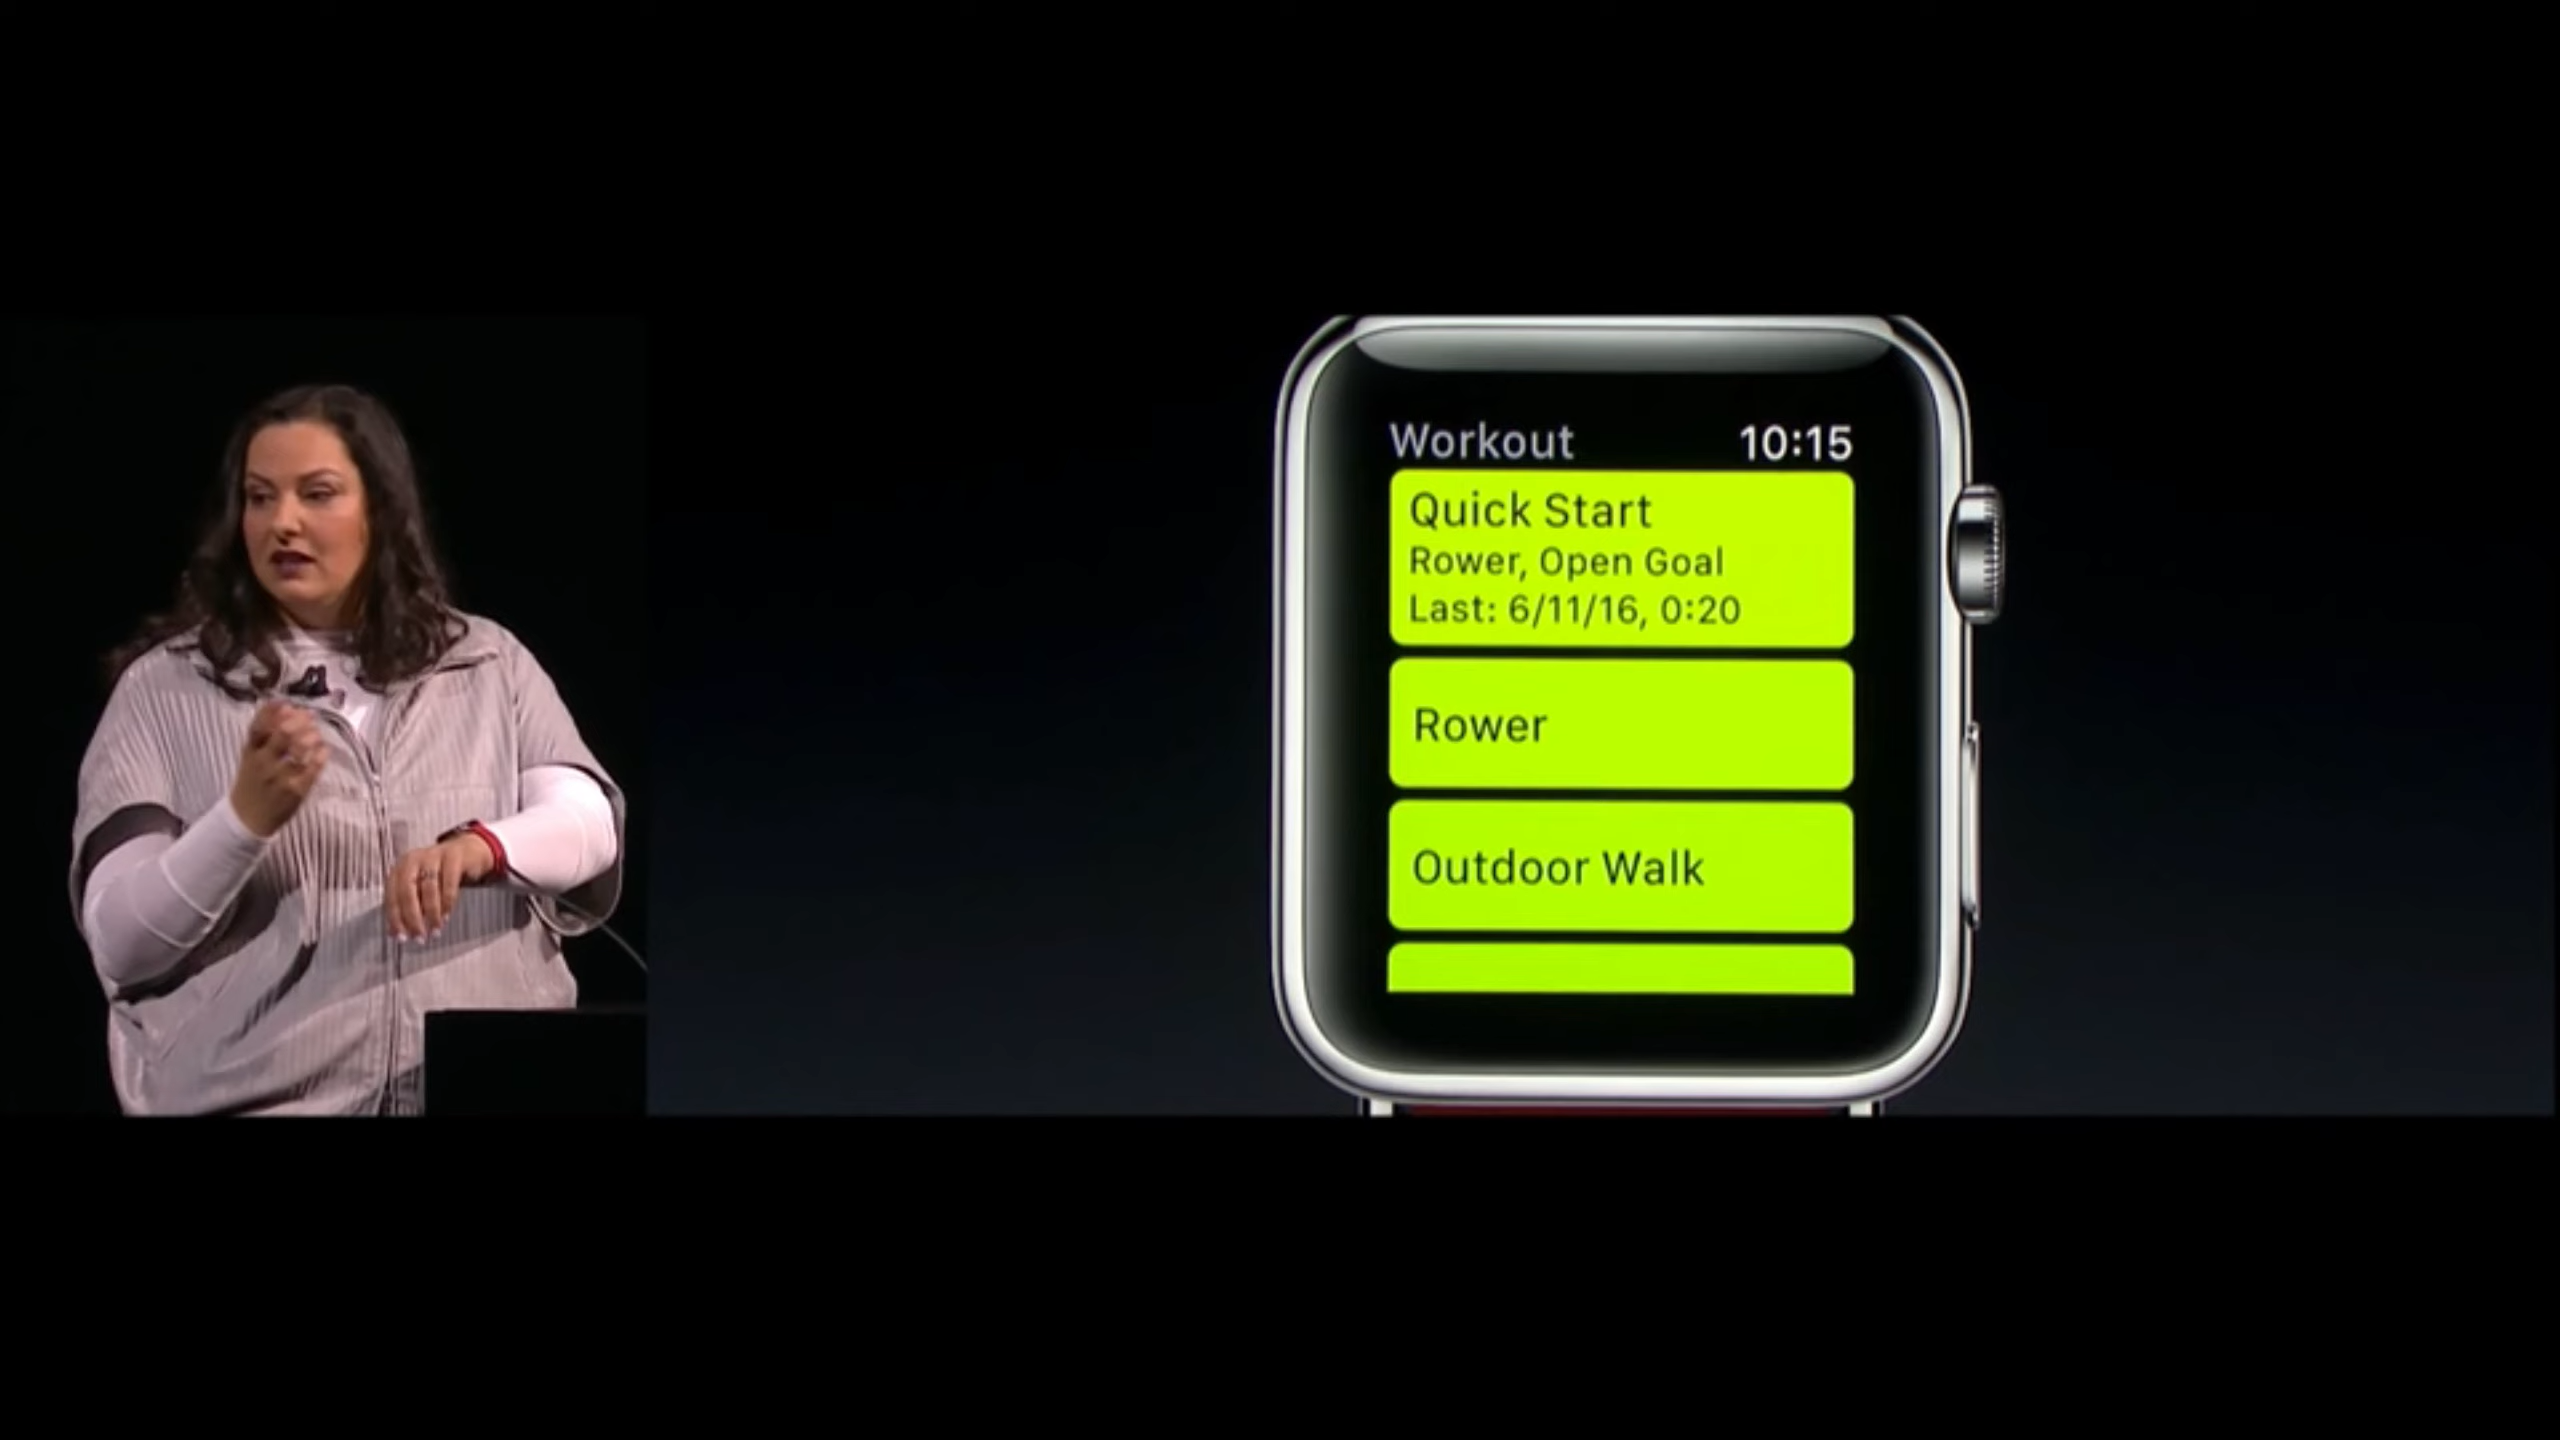 Workout 10:15
Quick Start
Rower, Open Goal
Last: 6/11/16, 0:20
Rower
Outdoor Walk